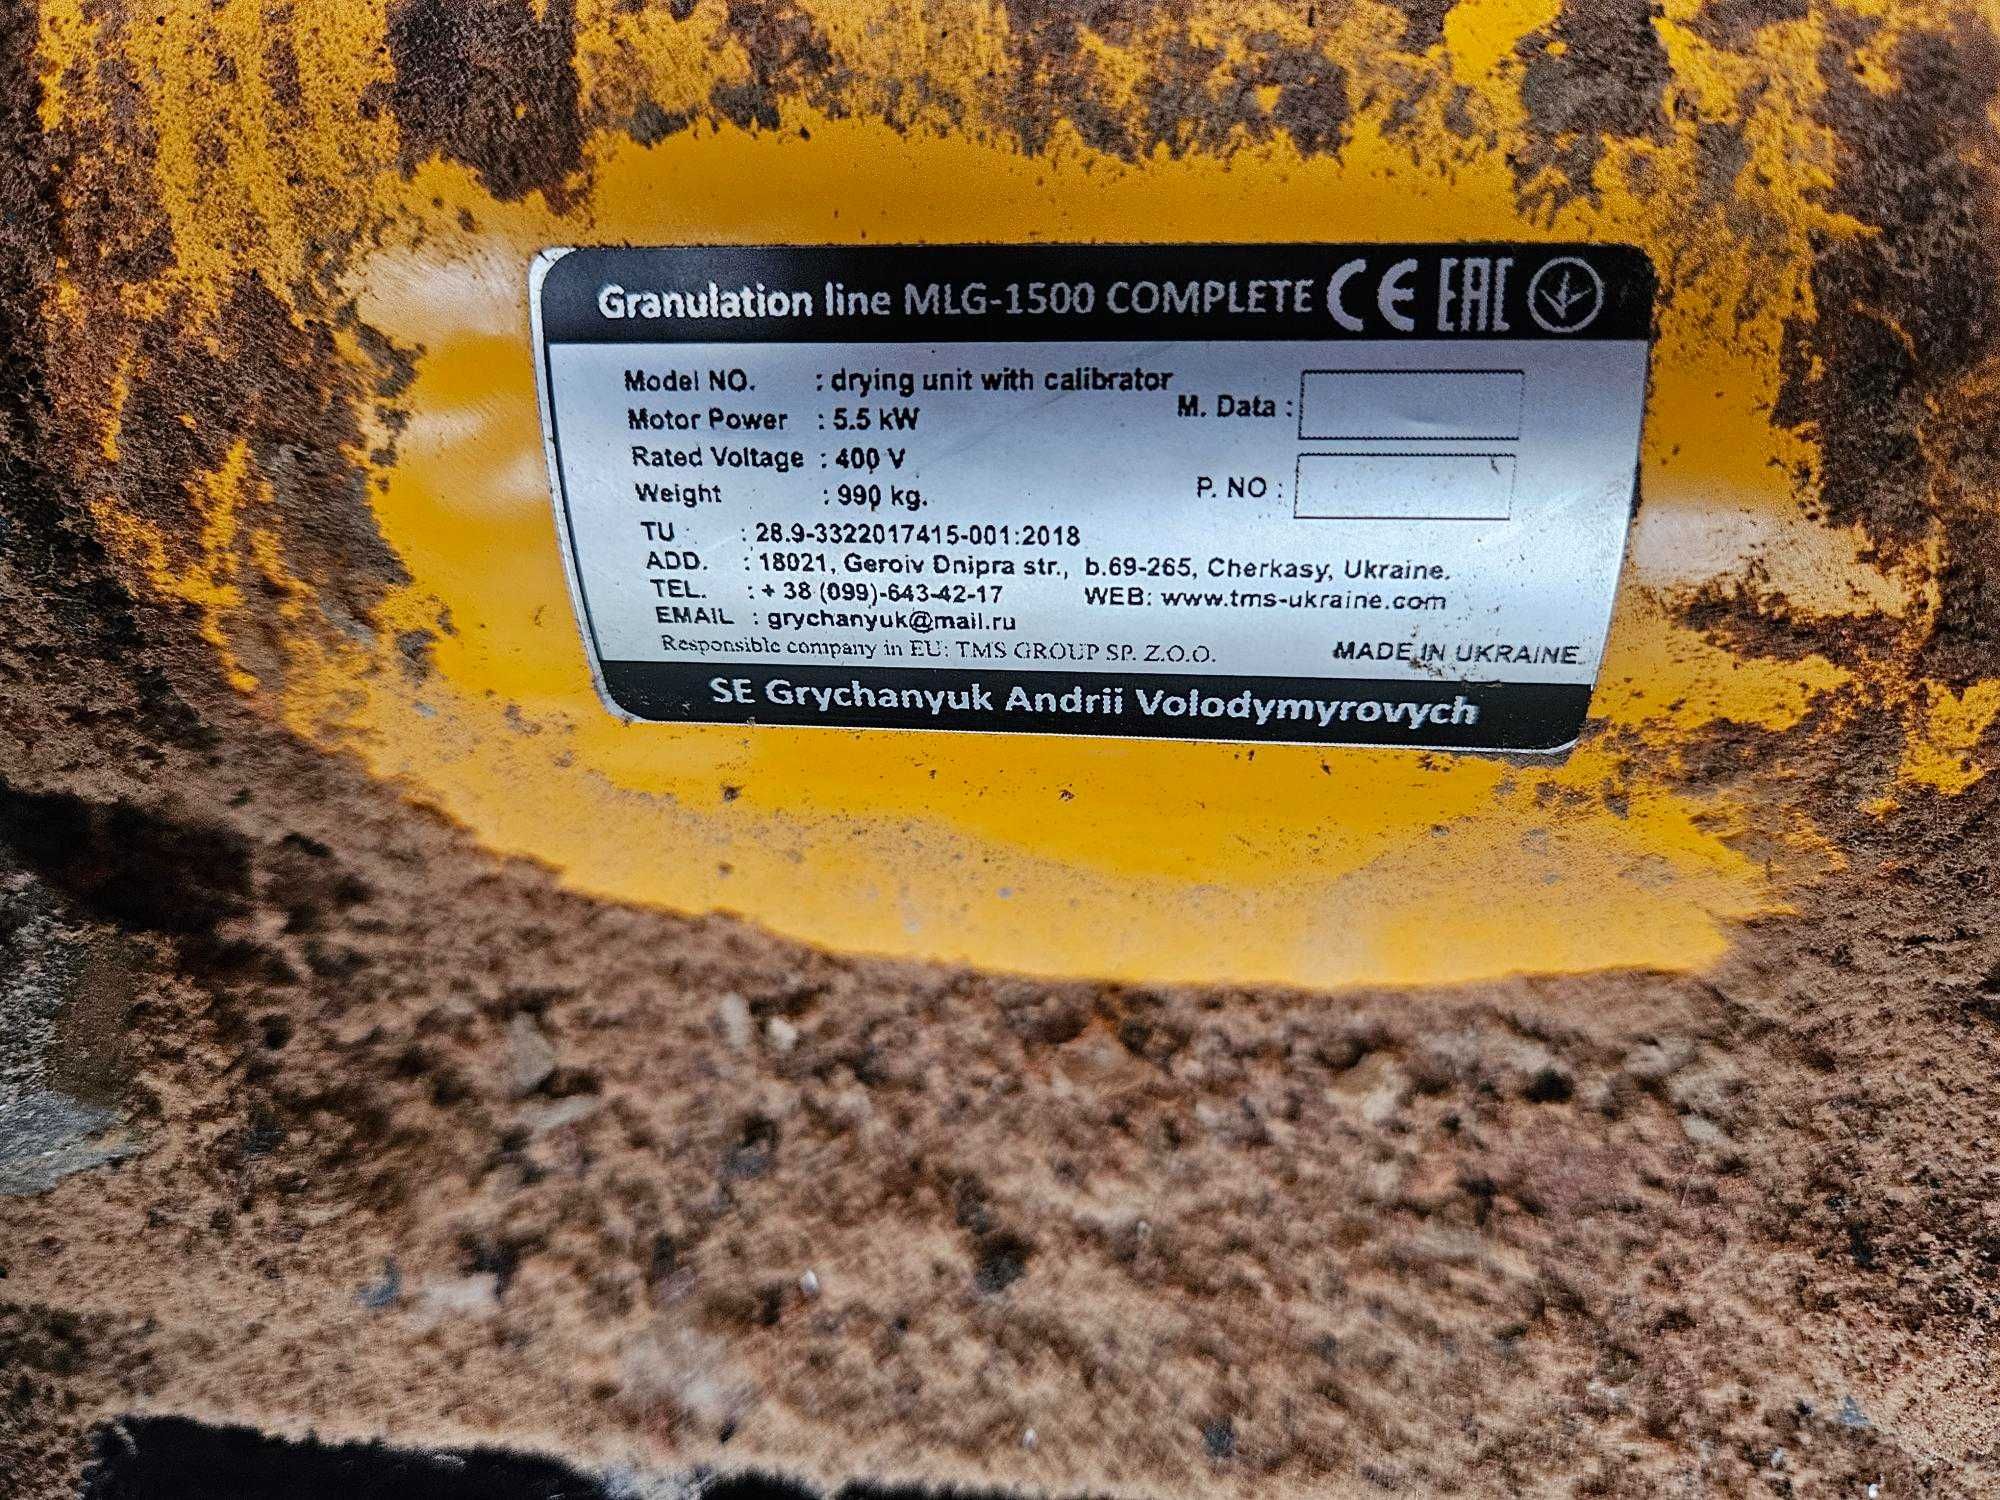 Granulation line MLG-1500 COMPLETE CE EAC
Model NO. : drying unit with calibrator
Motor Power : 5.5 kW
M. Data :
Rated Voltage : 400 V
Weight : 990 kg.
P. NO :
TU : 28.9-3322017415-001:2018
ADD. : 18021, Geroiv Dnipra str., b.69-265, Cherkasy, Ukraine.
TEL. : + 38 (099)-643-42-17 WEB: www.tms-ukraine.com
EMAIL : grychanyuk@mail.ru
Responsible company in EU: TMS GROUP SP. Z.O.O. MADE IN UKRAINE
SE Grychanyuk Andrii Volodymyrovych